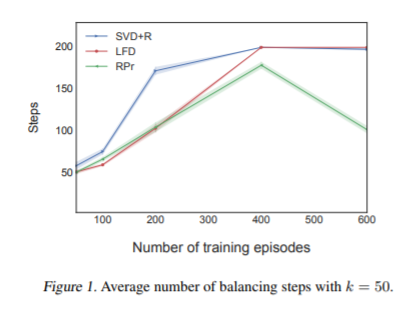 SVD+R
LFD
RPr
200
150
100
50
Steps
100 200 300 400 500 600
Number of training episodes
Figure 1. Average number of balancing steps with k = 50.